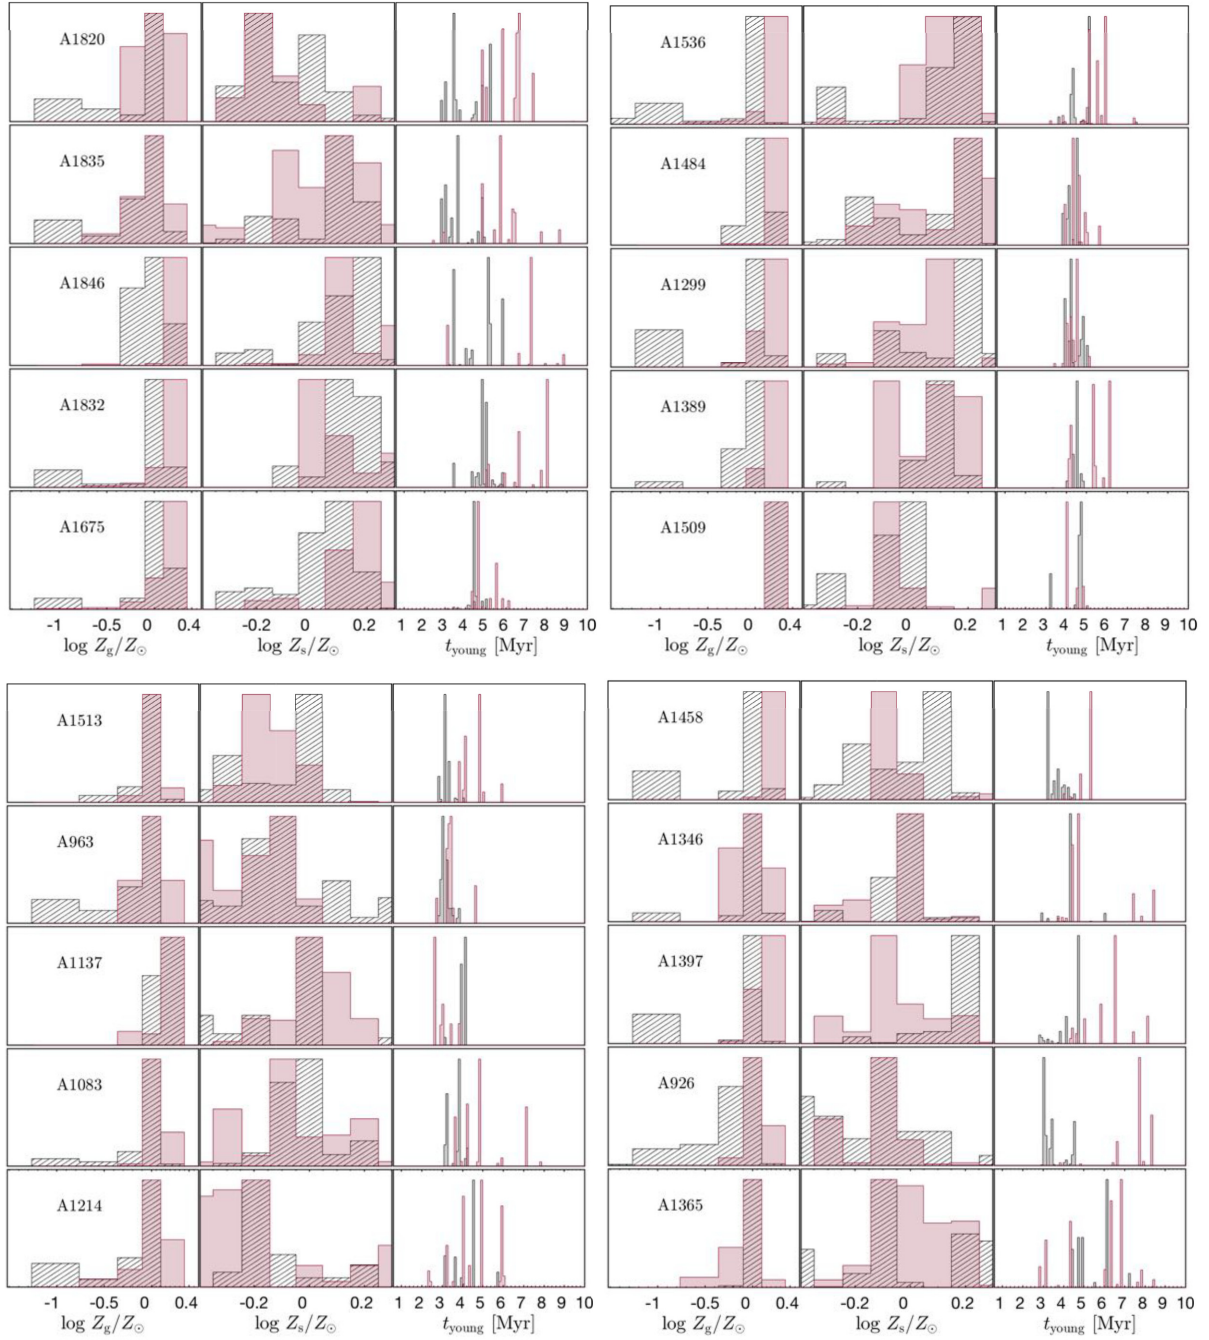 A1820
A1835
A1846
A1832
A1675
-1 -0.5 0 0.4 -0.2 0 0.2 1 2 3 4 5 6 7 8 9 10
log Zg/Z⊙ log Zs/Z⊙ tyoung [Myr]
A1536
A1484
A1299
A1389
A1509
-1 -0.5 0 0.4 -0.2 0 0.2 1 2 3 4 5 6 7 8 9 10
log Zg/Z⊙ log Zs/Z⊙ tyoung [Myr]
A1513
A963
A1137
A1083
A1214
-1 -0.5 0 0.4 -0.2 0 0.2 1 2 3 4 5 6 7 8 9 10
log Zg/Z⊙ log Zs/Z⊙ tyoung [Myr]
A1458
A1346
A1397
A926
A1365
-1 -0.5 0 0.4 -0.2 0 0.2 1 2 3 4 5 6 7 8 9 10
log Zg/Z⊙ log Zs/Z⊙ tyoung [Myr]